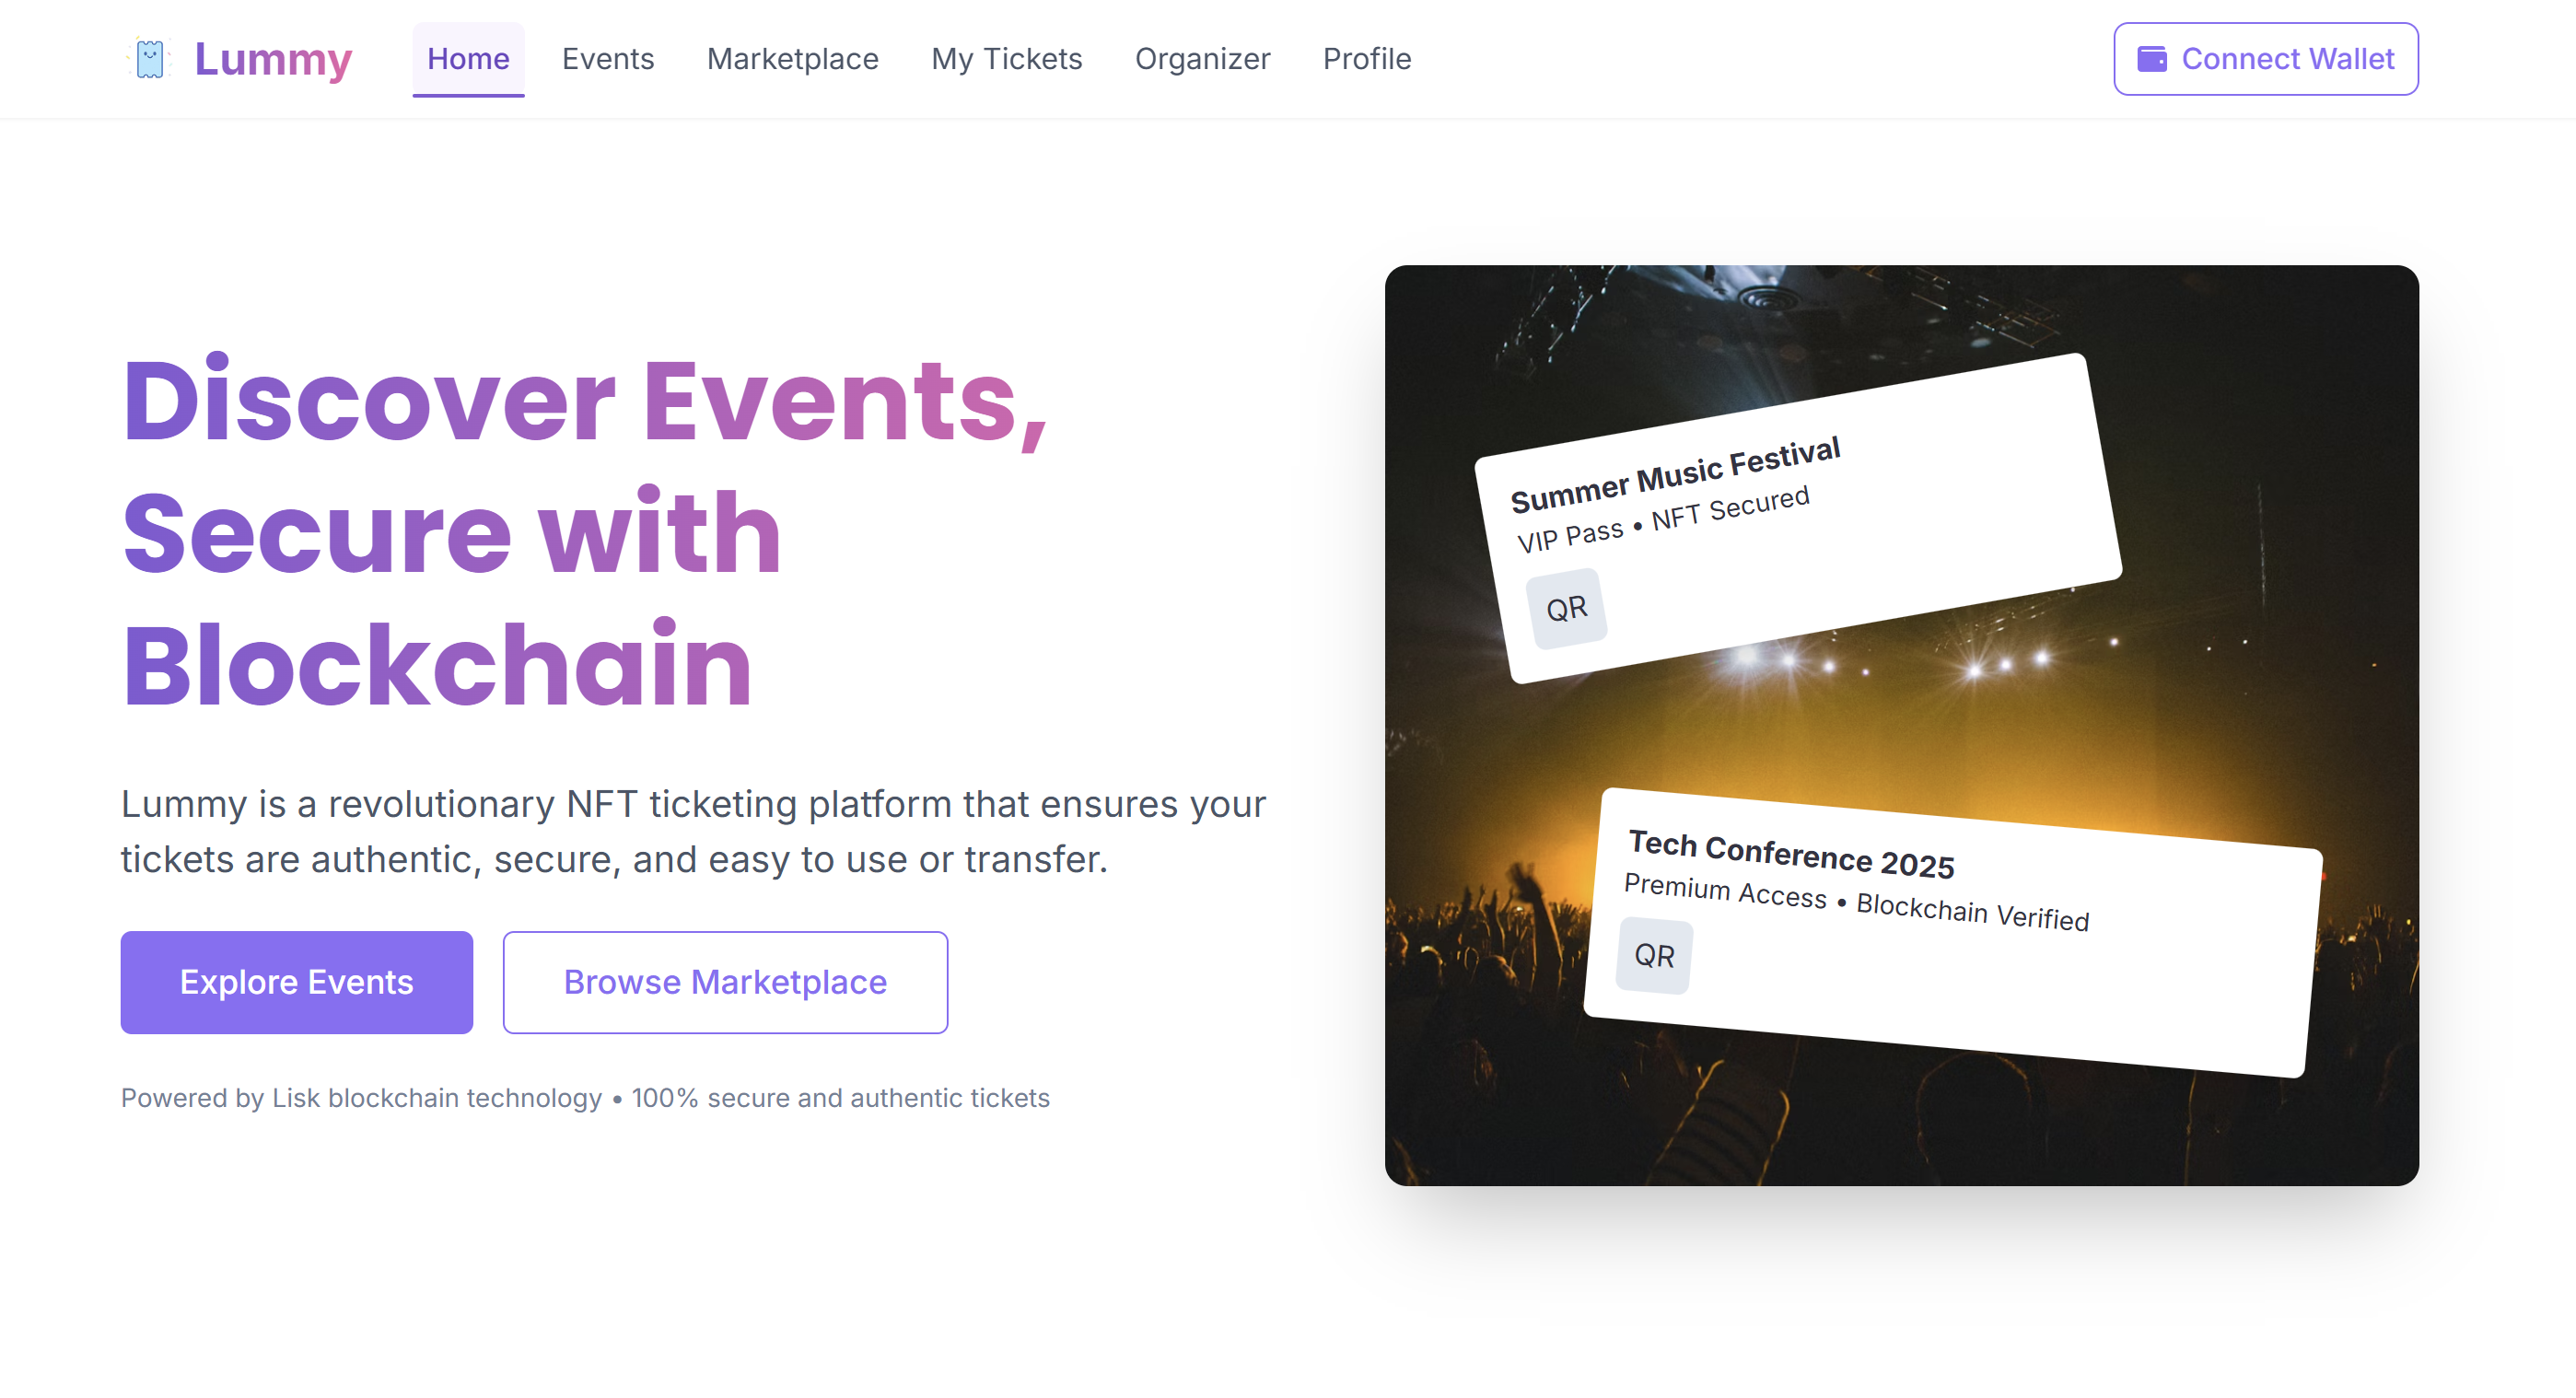 Lummy
Home
Events
Marketplace
My Tickets
Organizer
Profile
Connect Wallet
Discover Events,
Secure with
Blockchain
Lummy is a revolutionary NFT ticketing platform that ensures your
tickets are authentic, secure, and easy to use or transfer.
Explore Events
Browse Marketplace
Powered by Lisk blockchain technology • 100% secure and authentic tickets
Summer Music Festival
VIP Pass • NFT Secured
QR
Tech Conference 2025
Premium Access • Blockchain Verified
QR